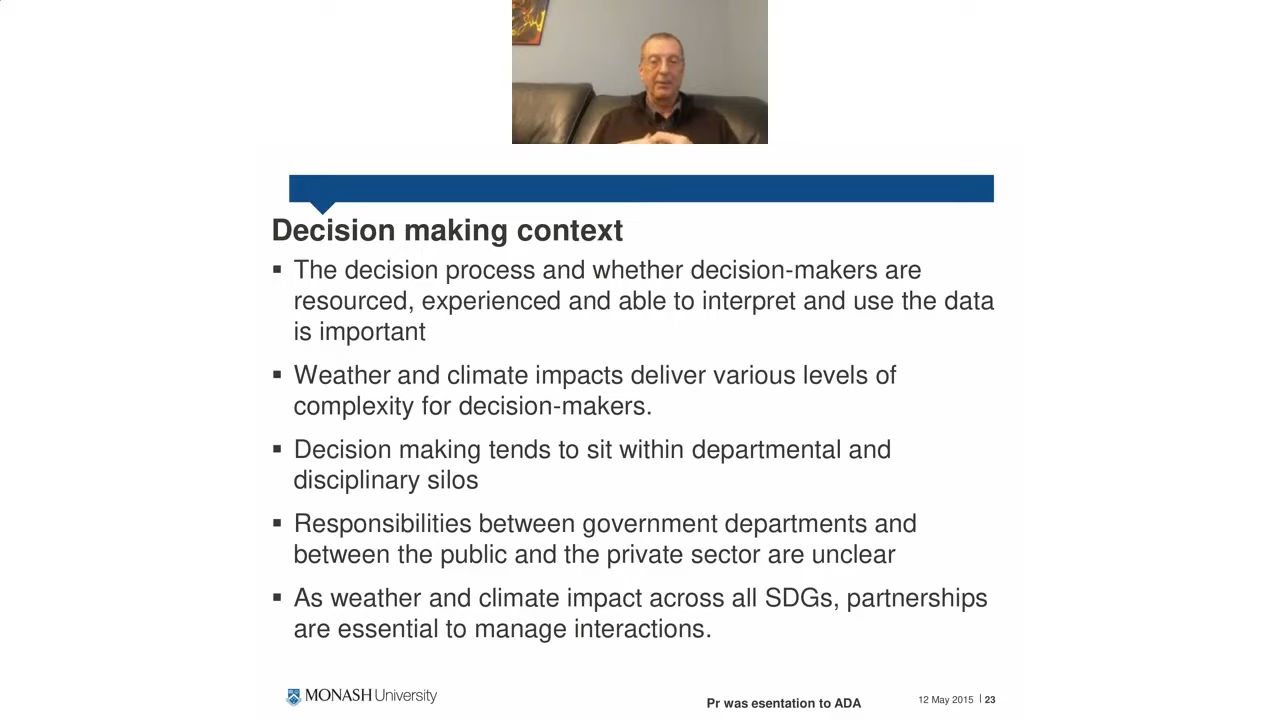 Decision making context
▪ The decision process and whether decision-makers are
resourced, experienced and able to interpret and use the data
is important
▪ Weather and climate impacts deliver various levels of
complexity for decision-makers.
▪ Decision making tends to sit within departmental and
disciplinary silos
▪ Responsibilities between government departments and
between the public and the private sector are unclear
▪ As weather and climate impact across all SDGs, partnerships
are essential to manage interactions.
MONASH University
Pr was esentation to ADA
12 May 2015 | 23